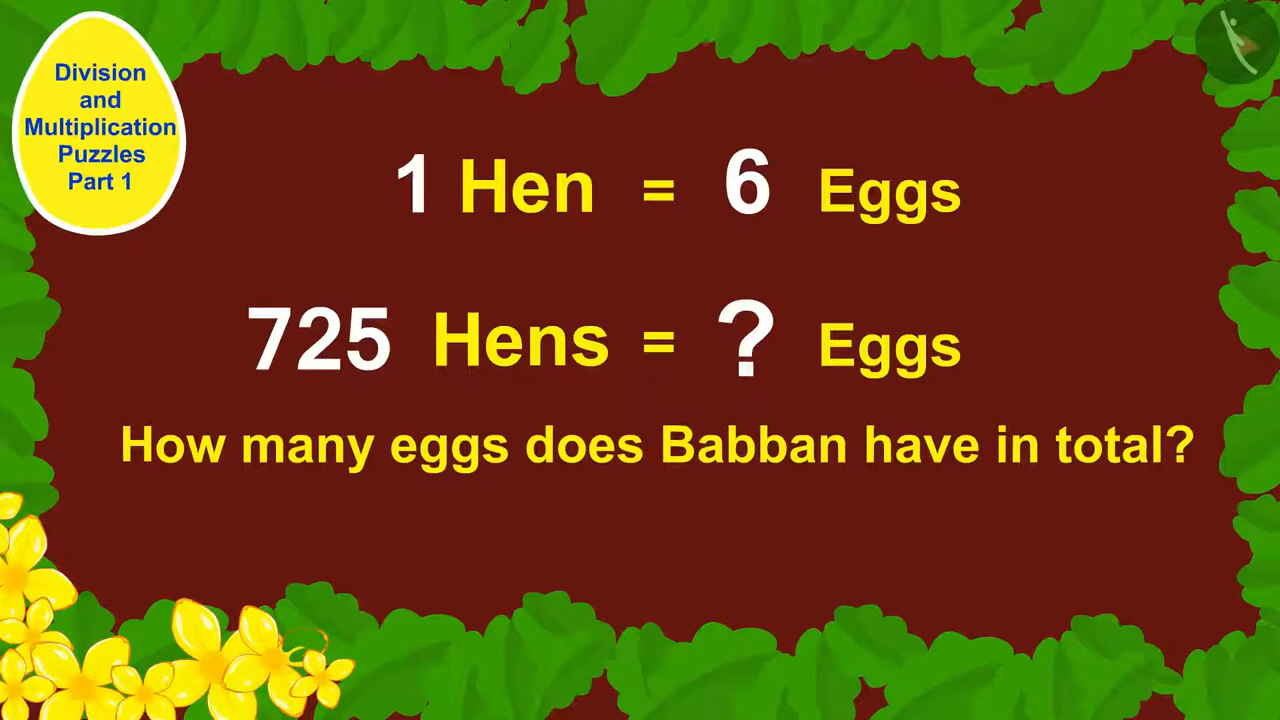 Division
and
Multiplication
Puzzles
Part 1
1 Hen = 6 Eggs
725 Hens = ? Eggs
How many eggs does Babban have in total?